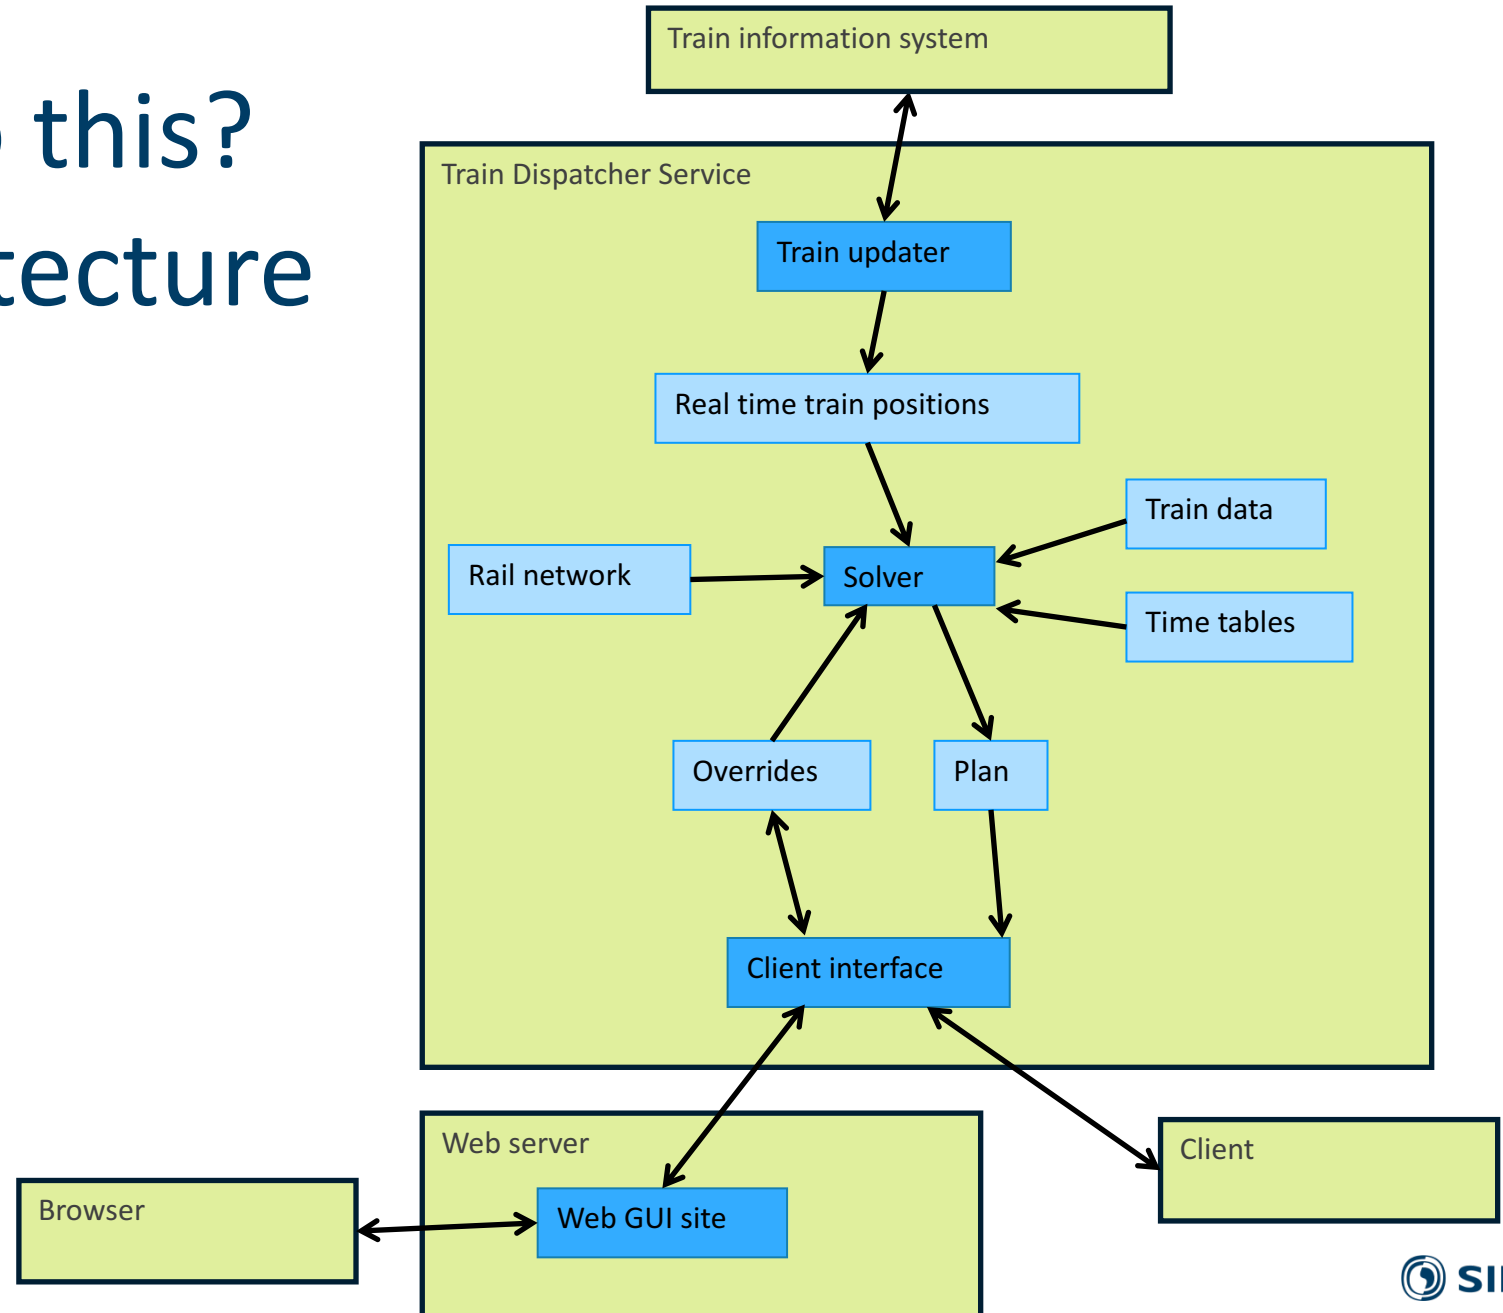 this?
tecture
Train information system
Train Dispatcher Service
Train updater
Real time train positions
Train data
Rail network
Solver
Time tables
Overrides
Plan
Client interface
Web server
Client
Browser
Web GUI site